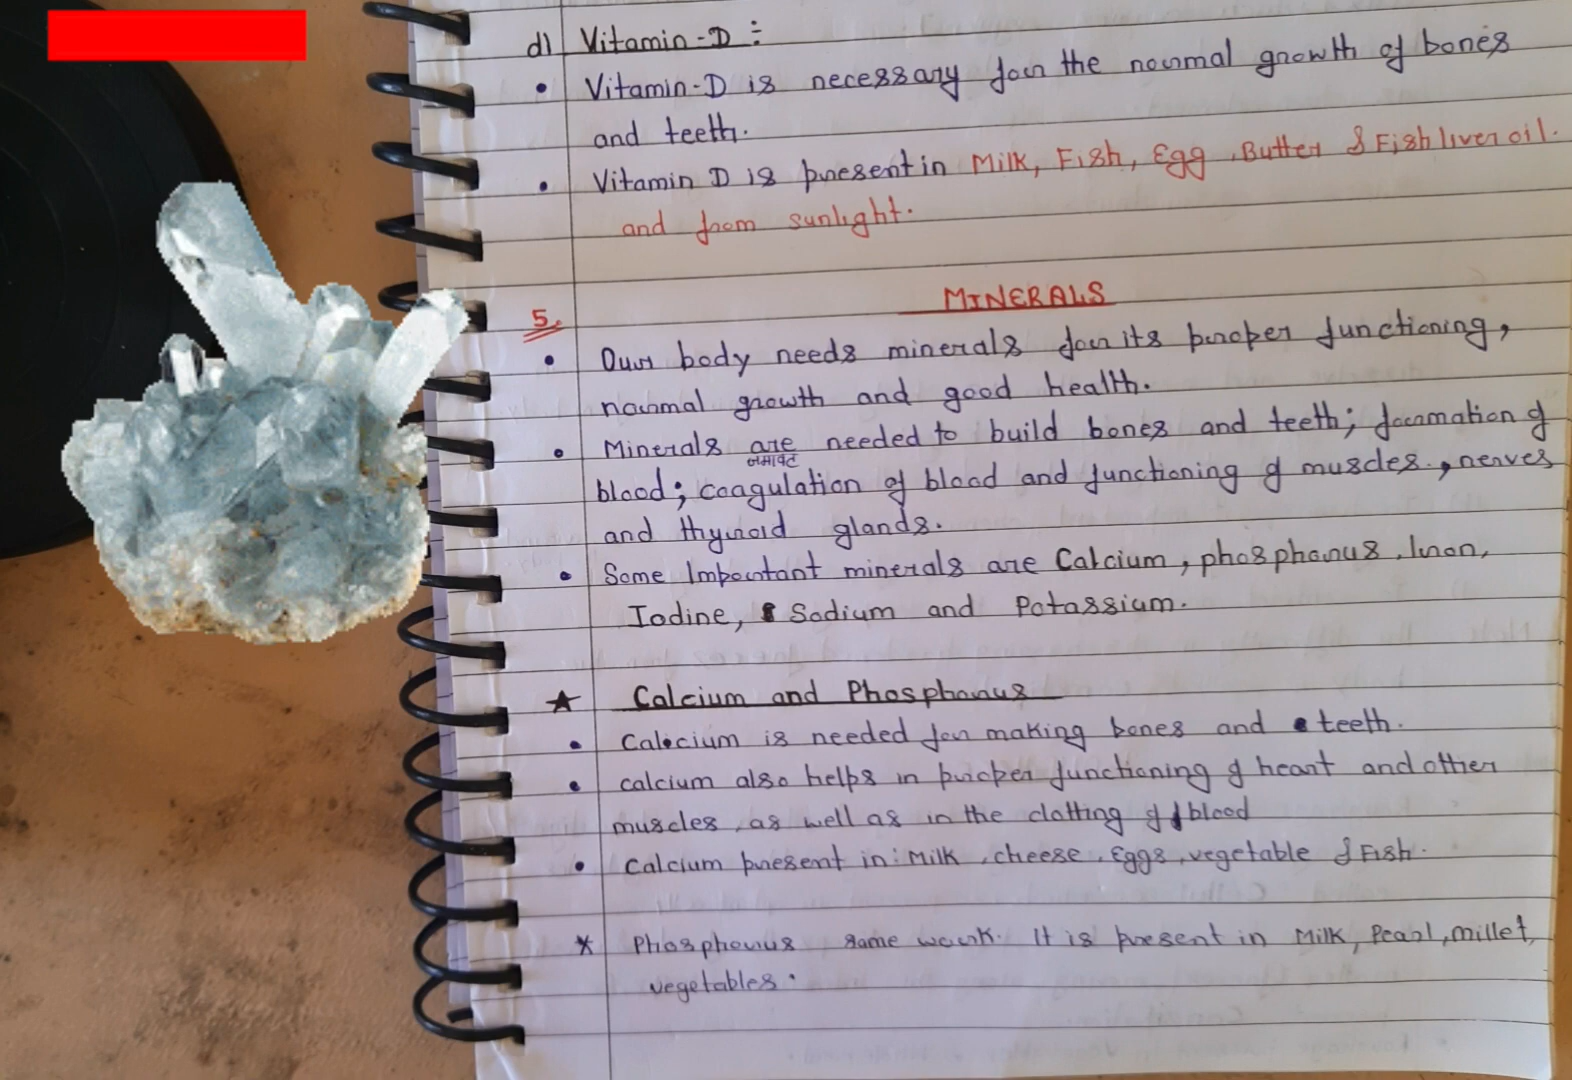 d) Vitamin-D :
• Vitamin-D is necessary for the normal growth of bones
and teeth.
• Vitamin D is present in Milk, Fish, Egg, Butter & Fish liver oil.
and from sunlight.
MINERALS
5.
• Our body needs minerals for its proper functioning,
normal growth and good health.
• Minerals are needed to build bones and teeth; formation of
जमावट
blood; coagulation of blood and functioning of muscles, nerves
and thyroid glands.
• Some Important minerals are Calcium, phosphorus, Iron,
Iodine, Sodium and Potassium.
★ Calcium and Phosphorus
• Calcium is needed for making bones and teeth.
• calcium also helps in proper functioning of heart and other
muscles, as well as in the clotting of blood
• Calcium present in: Milk, cheese, Eggs, vegetable & Fish.
* Phosphorus same work. It is present in Milk, Pearl, millet,
vegetables.